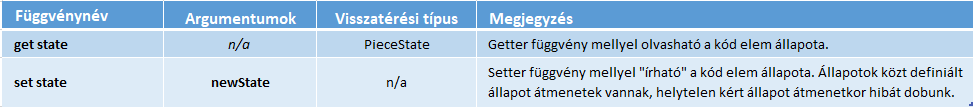 Függvénynév Argumentumok Visszatérési típus Megjegyzés
get state n/a PieceState Getter függvény mellyel olvasható a kód elem állapota.
set state newState n/a Setter függvény mellyel "írható" a kód elem állapota. Állapotok közt definiált
állapot átmenetek vannak, helytelen kért állapot átmenetkor hibát dobunk.